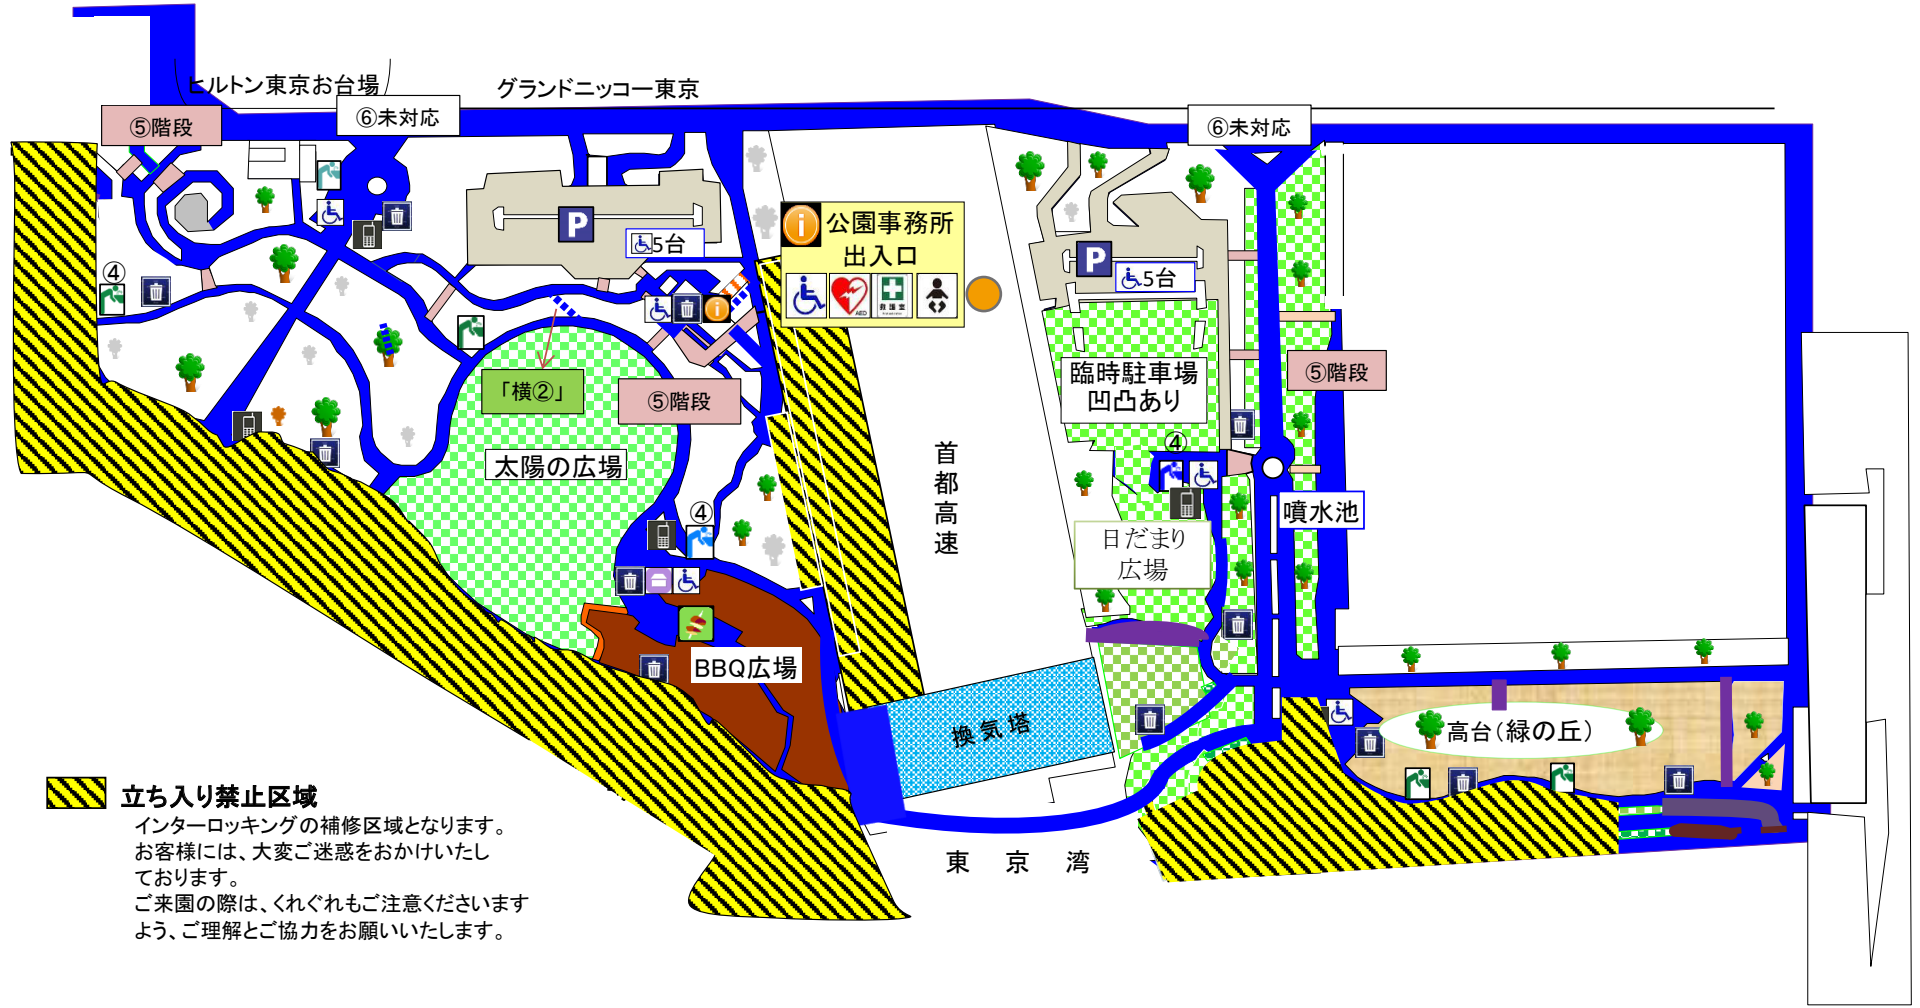 ヒルトン東京お台場
グランドニッコー東京
⑤階段
⑥未対応
⑥未対応
P
5台
i 公園事務所
出入口
AED
救護室
P
5台
④
i
「横②」
⑤階段
太陽の広場
④
BBQ広場
首都高速
臨時駐車場
凹凸あり
⑤階段
④
噴水池
日だまり
広場
換気塔
高台（緑の丘）
東京湾
立ち入り禁止区域
インターロッキングの補修区域となります。
お客様には、大変ご迷惑をおかけいたし
ております。
ご来園の際は、くれぐれもご注意くださいます
よう、ご理解とご協力をお願いいたします。